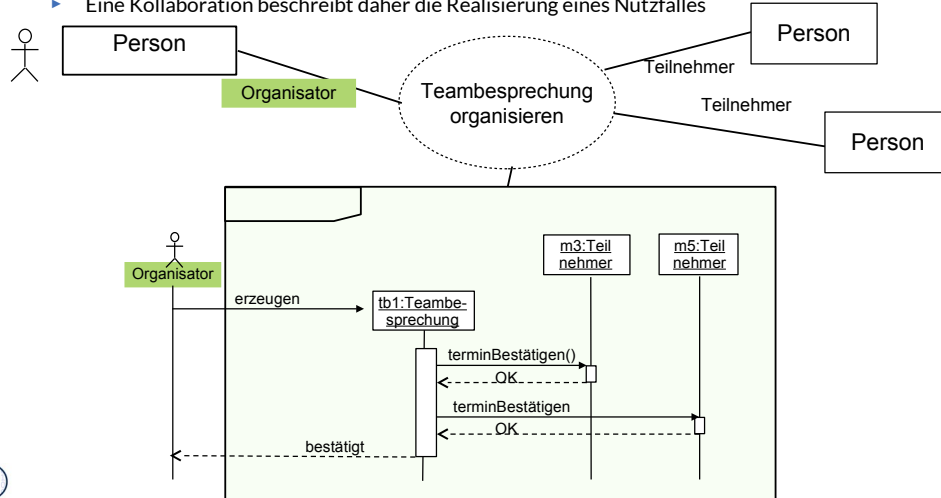 Eine Kollaboration beschreibt daher die Realisierung eines Nutzfalles
Person
Person
Organisator
Teambesprechung
organisieren
Teilnehmer
Teilnehmer
Person
Organisator
m3:Teil
nehmer
m5:Teil
nehmer
erzeugen
tb1:Teambe-
sprechung
terminBestätigen()
OK
terminBestätigen
OK
bestätigt